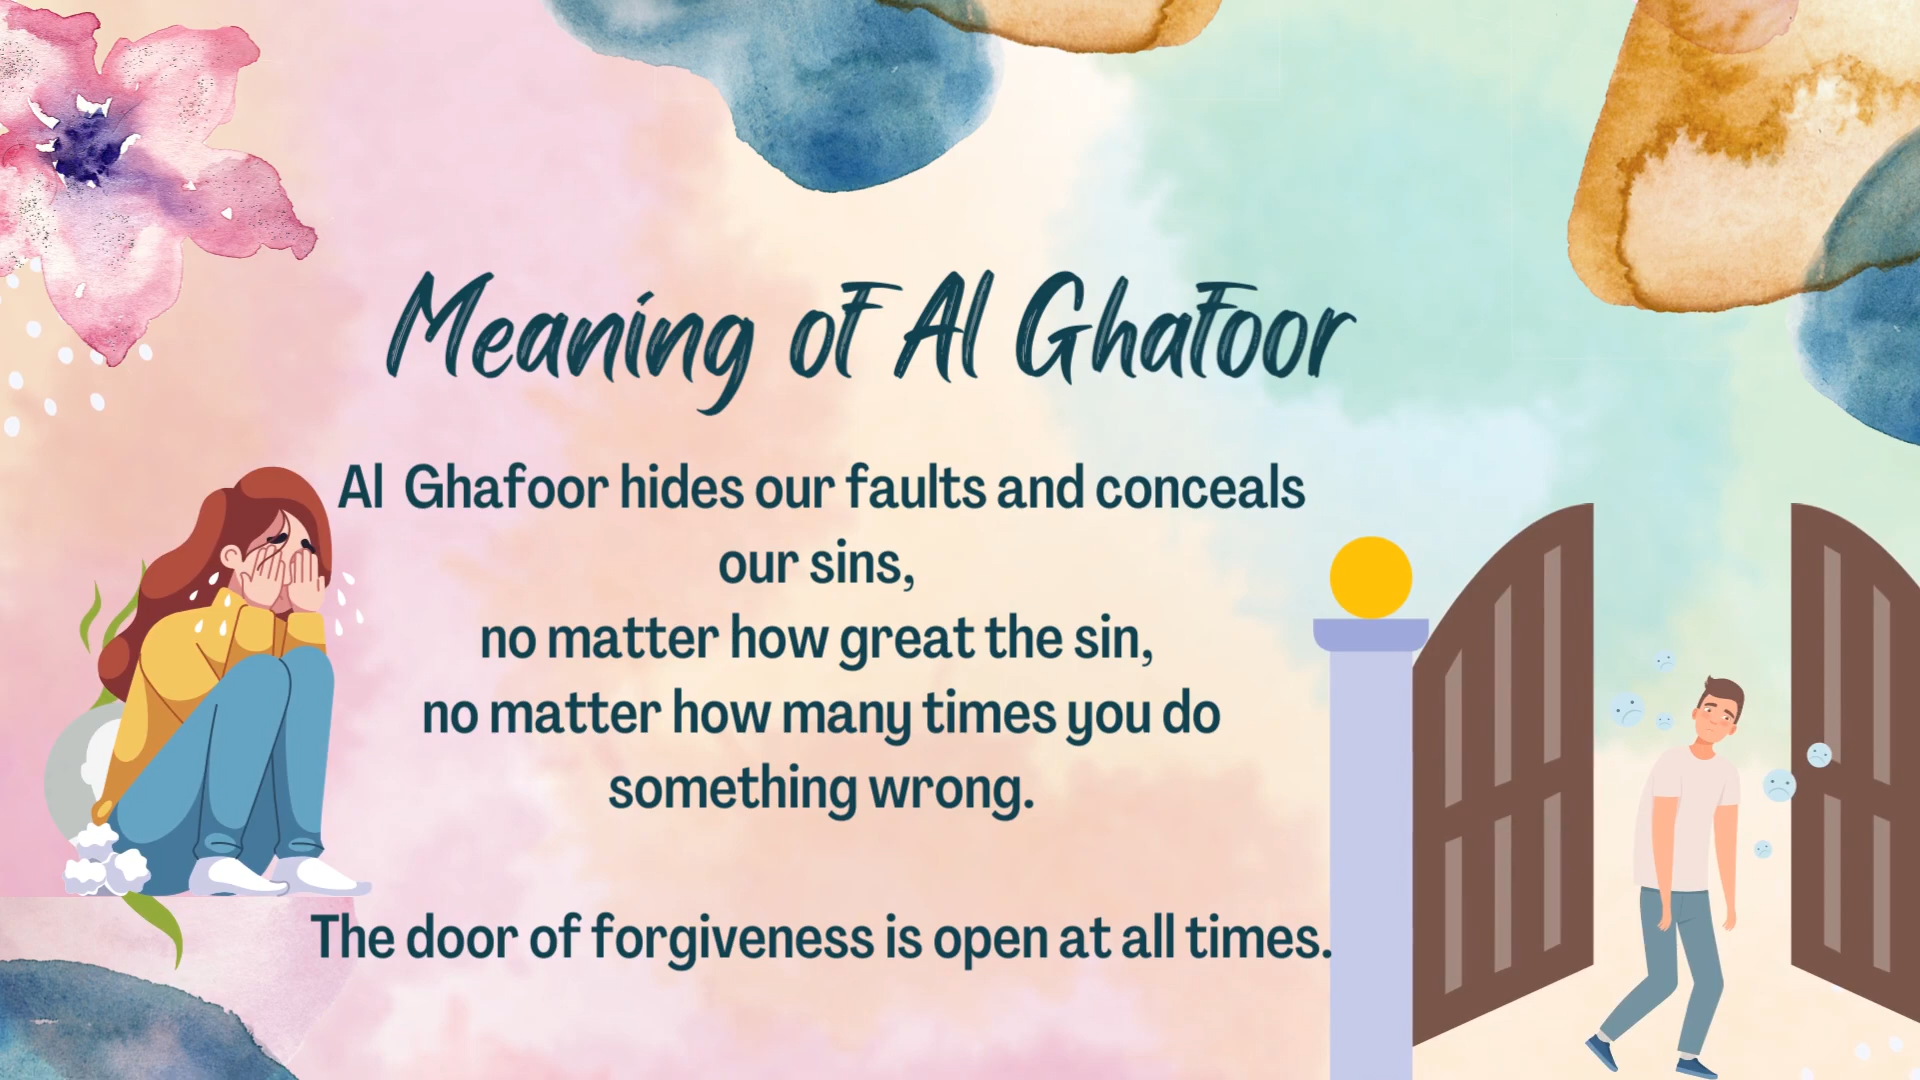 Meaning of Al Ghafoor
Al Ghafoor hides our faults and conceals
our sins,
no matter how great the sin,
no matter how many times you do
something wrong.
The door of forgiveness is open at all times.